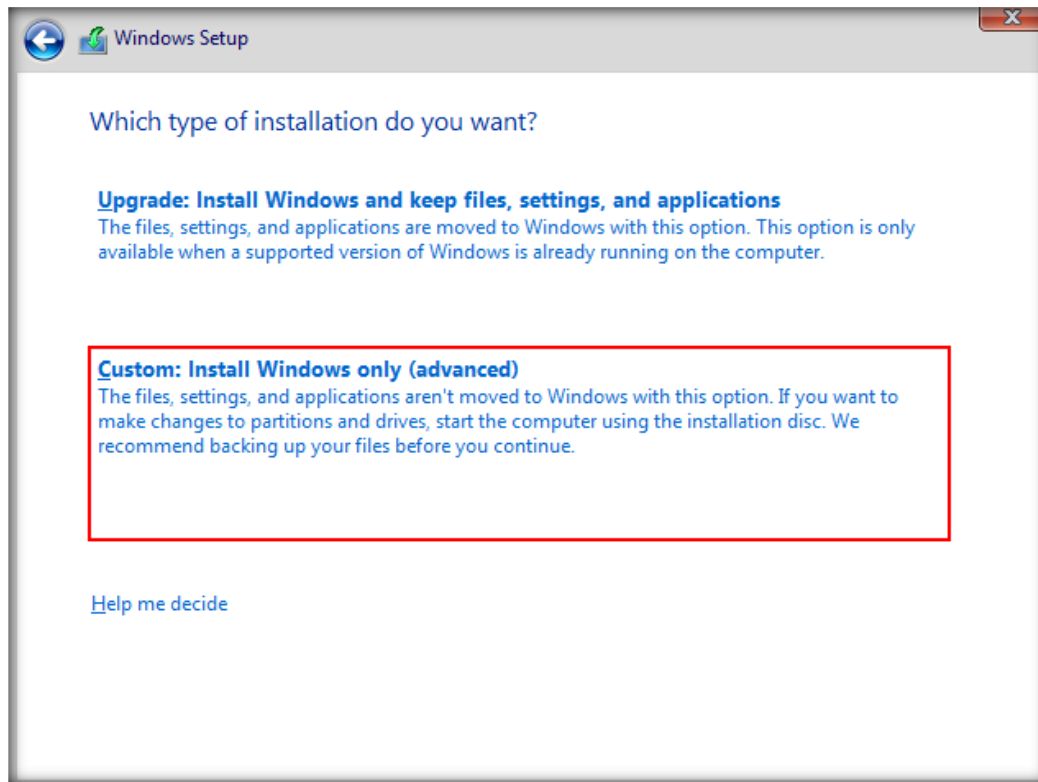 Windows Setup
Which type of installation do you want?
Upgrade: Install Windows and keep files, settings, and applications
The files, settings, and applications are moved to Windows with this option. This option is only
available when a supported version of Windows is already running on the computer.
Custom: Install Windows only (advanced)
The files, settings, and applications aren't moved to Windows with this option. If you want to
make changes to partitions and drives, start the computer using the installation disc. We
recommend backing up your files before you continue.
Help me decide